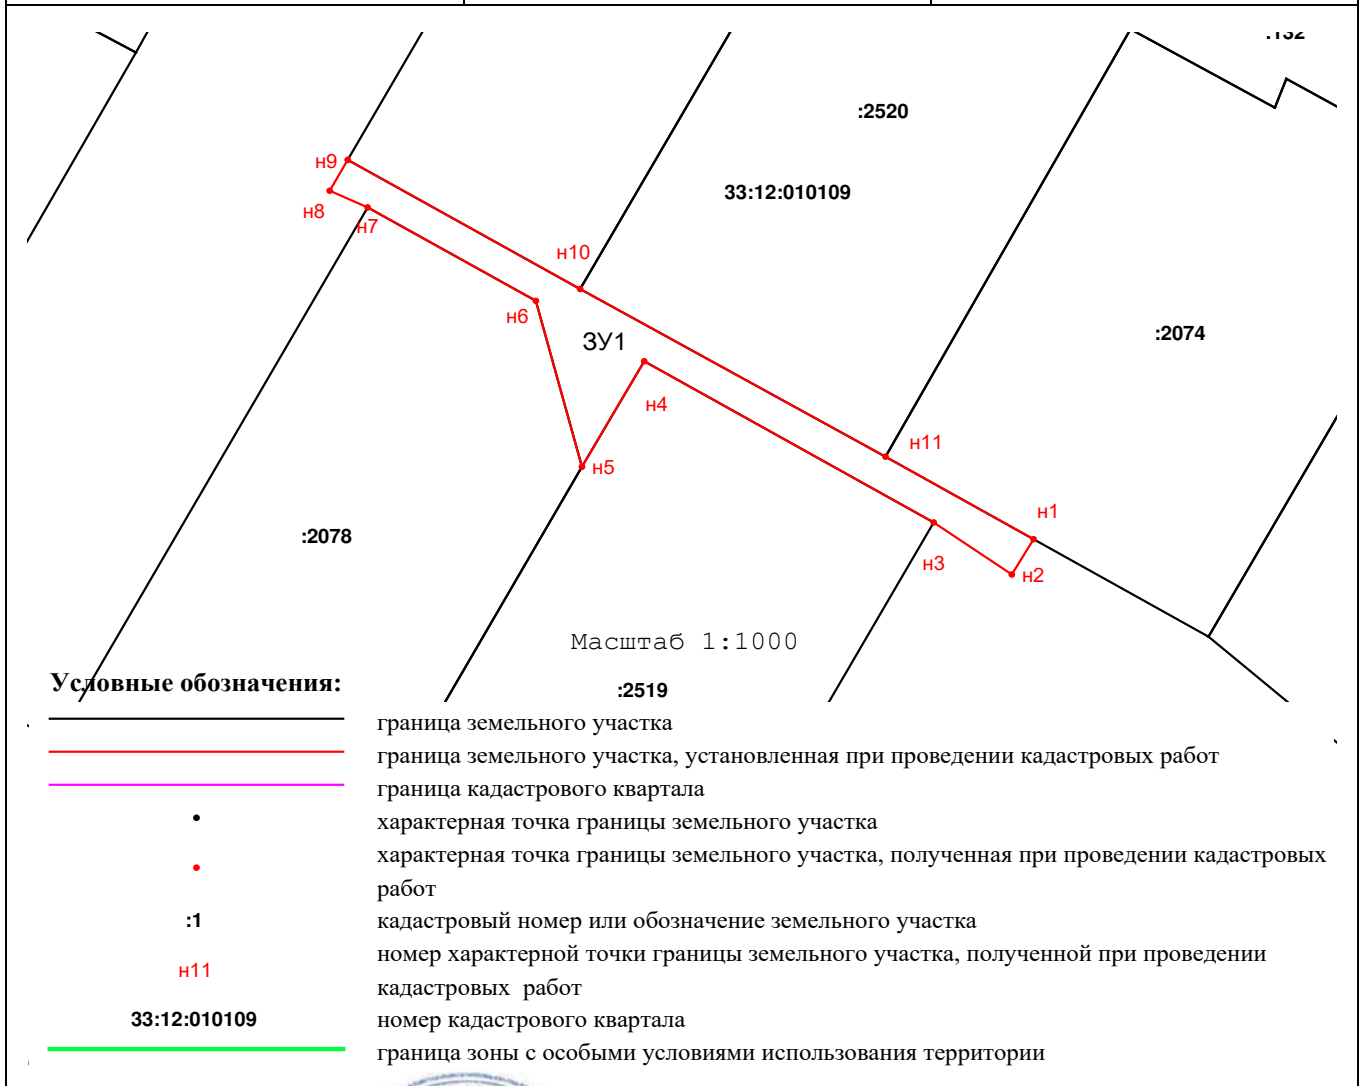 :132
:2520
33:12:010109
н9
н8
н7
н10
н6
ЗУ1
:2074
н4
н11
н5
н1
:2078
н3
н2
Масштаб 1:1000
Условные обозначения:
:2519
граница земельного участка
граница земельного участка, установленная при проведении кадастровых работ
граница кадастрового квартала
характерная точка границы земельного участка
характерная точка границы земельного участка, полученная при проведении кадастровых
работ
:1
кадастровый номер или обозначение земельного участка
номер характерной точки границы земельного участка, полученной при проведении
н11
кадастровых работ
33:12:010109
номер кадастрового квартала
граница зоны с особыми условиями использования территории